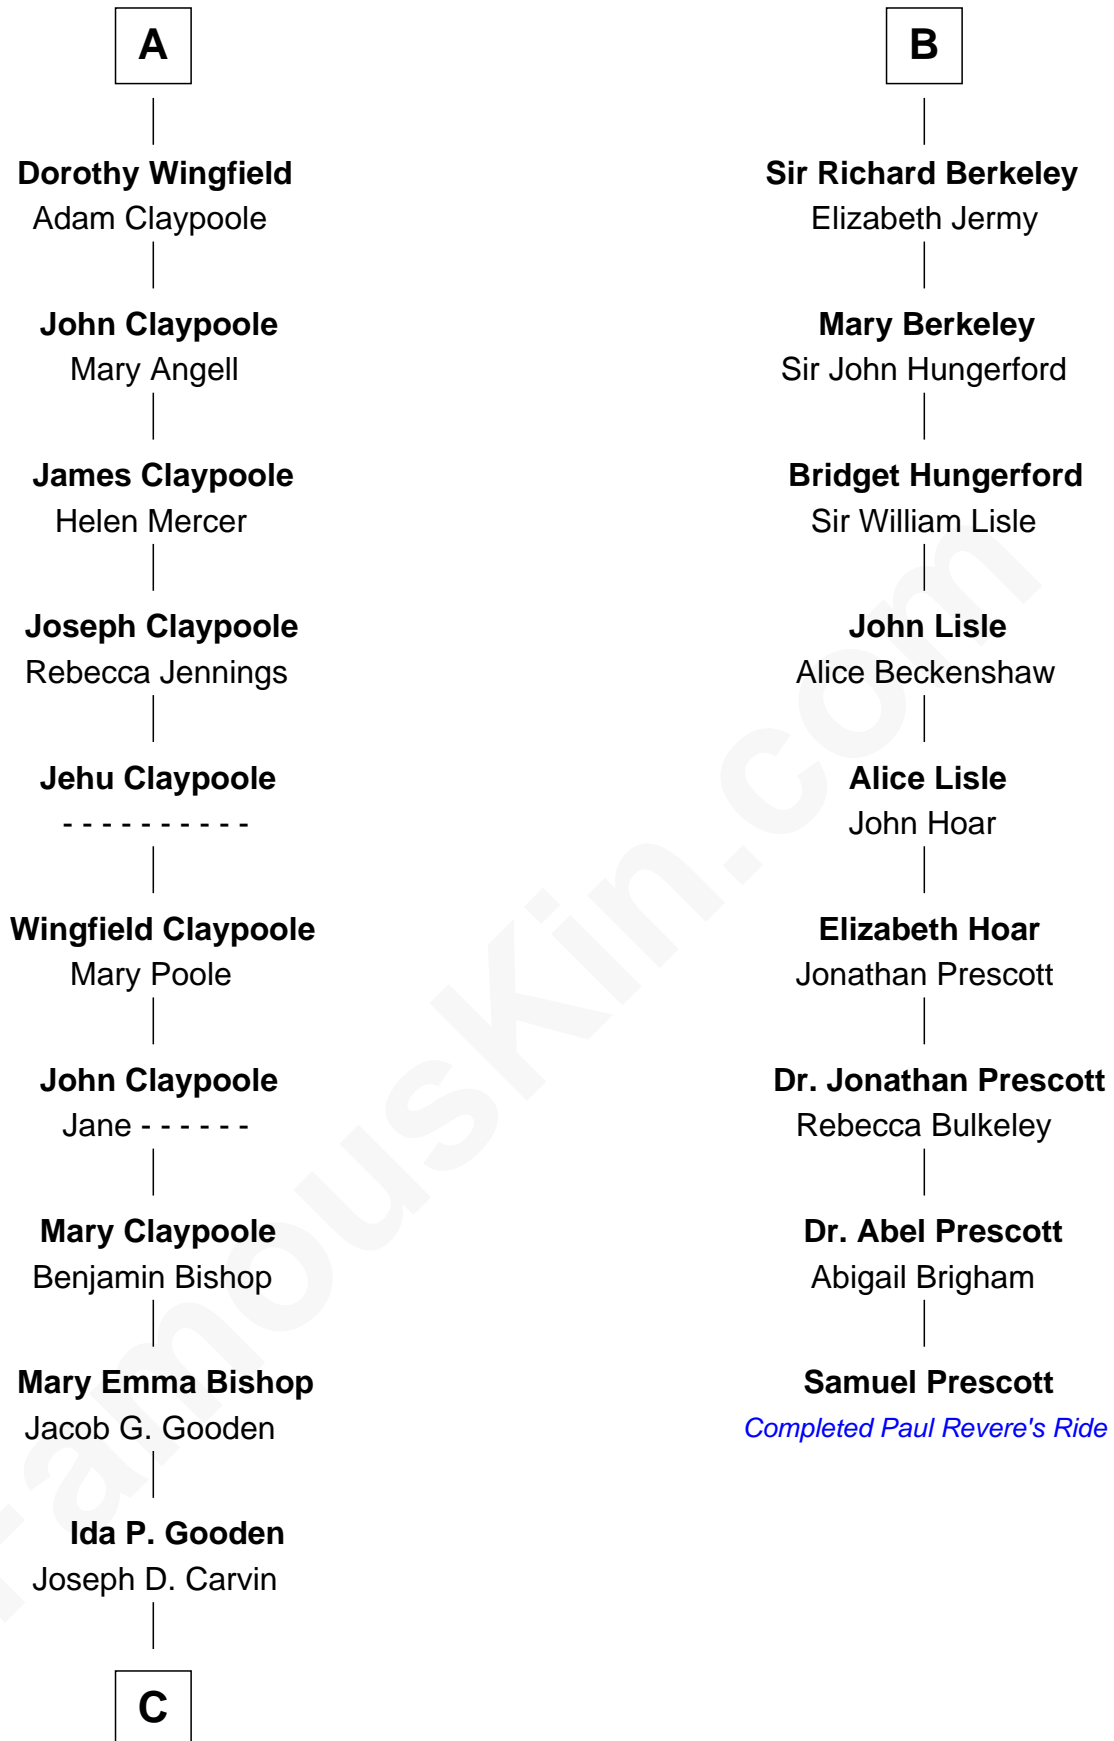 A
Dorothy Wingfield
Adam Claypoole
John Claypoole
Mary Angell
James Claypoole
Helen Mercer
Joseph Claypoole
Rebecca Jennings
Jehu Claypoole
- - - - - - - - - -
Wingfield Claypoole
Mary Poole
John Claypoole
Jane - - - - - -
Mary Claypoole
Benjamin Bishop
Mary Emma Bishop
Jacob G. Gooden
Ida P. Gooden
Joseph D. Carvin
C
B
Sir Richard Berkeley
Elizabeth Jermy
Mary Berkeley
Sir John Hungerford
Bridget Hungerford
Sir William Lisle
John Lisle
Alice Beckenshaw
Alice Lisle
John Hoar
Elizabeth Hoar
Jonathan Prescott
Dr. Jonathan Prescott
Rebecca Bulkeley
Dr. Abel Prescott
Abigail Brigham
Samuel Prescott
Completed Paul Revere's Ride
FamousKin.com